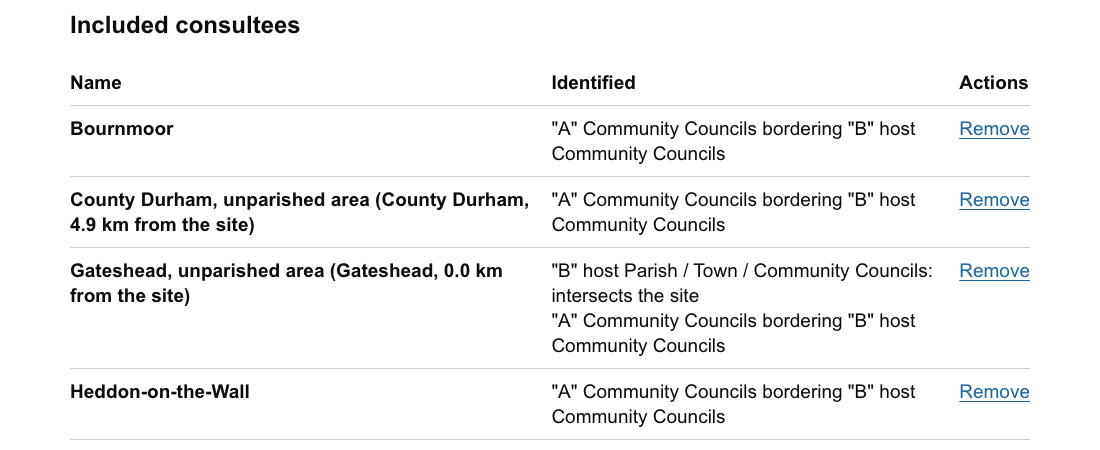 Included consultees
Name Identified Actions
Bournmoor "A" Community Councils bordering "B" host Remove
Community Councils
County Durham, unparished area (County Durham, "A" Community Councils bordering "B" host Remove
4.9 km from the site) Community Councils
Gateshead, unparished area (Gateshead, 0.0 km "B" host Parish / Town / Community Councils: Remove
from the site) intersects the site
"A" Community Councils bordering "B" host
Community Councils
Heddon-on-the-Wall "A" Community Councils bordering "B" host Remove
Community Councils